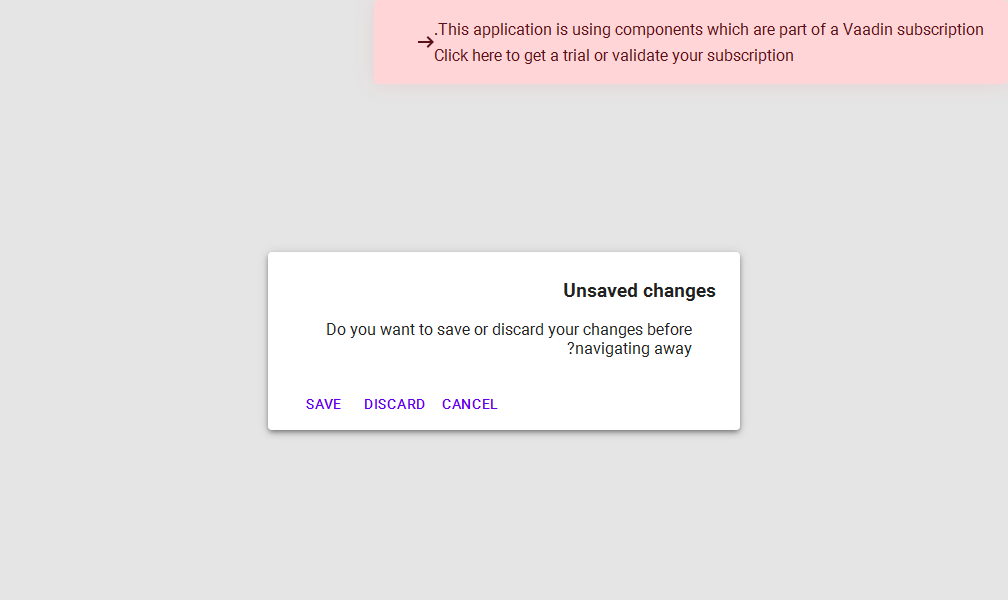 .This application is using components which are part of a Vaadin subscription
Click here to get a trial or validate your subscription
Unsaved changes
Do you want to save or discard your changes before
?navigating away
SAVE DISCARD CANCEL